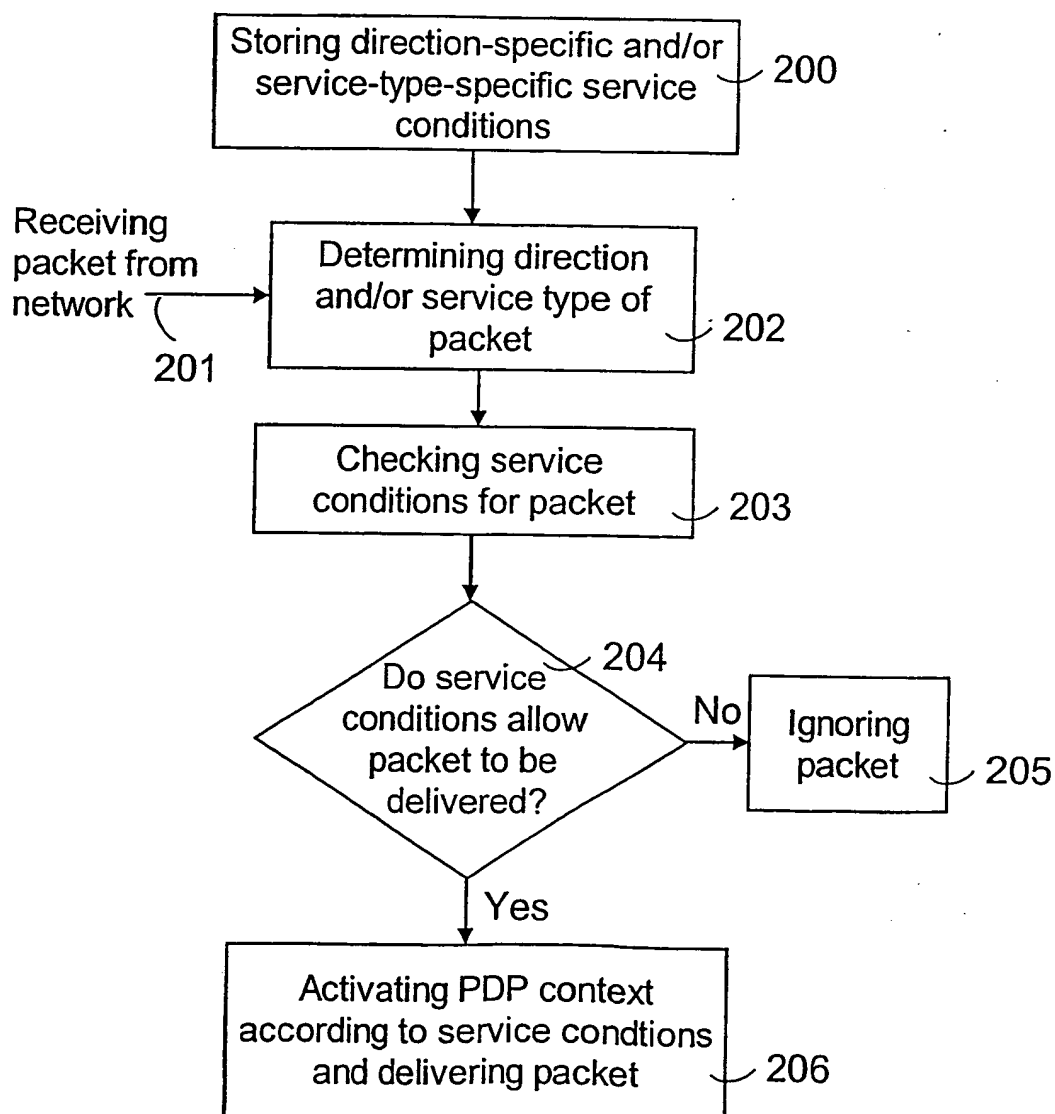 Storing direction-specific and/or
service-type-specific service
conditions
200
Receiving
packet from
network
201
Determining direction
and/or service type of
packet
202
Checking service
conditions for packet
203
204
Do service
conditions allow
packet to be
delivered?
No
Ignoring
packet
205
Yes
Activating PDP context
according to service condtions
and delivering packet
206